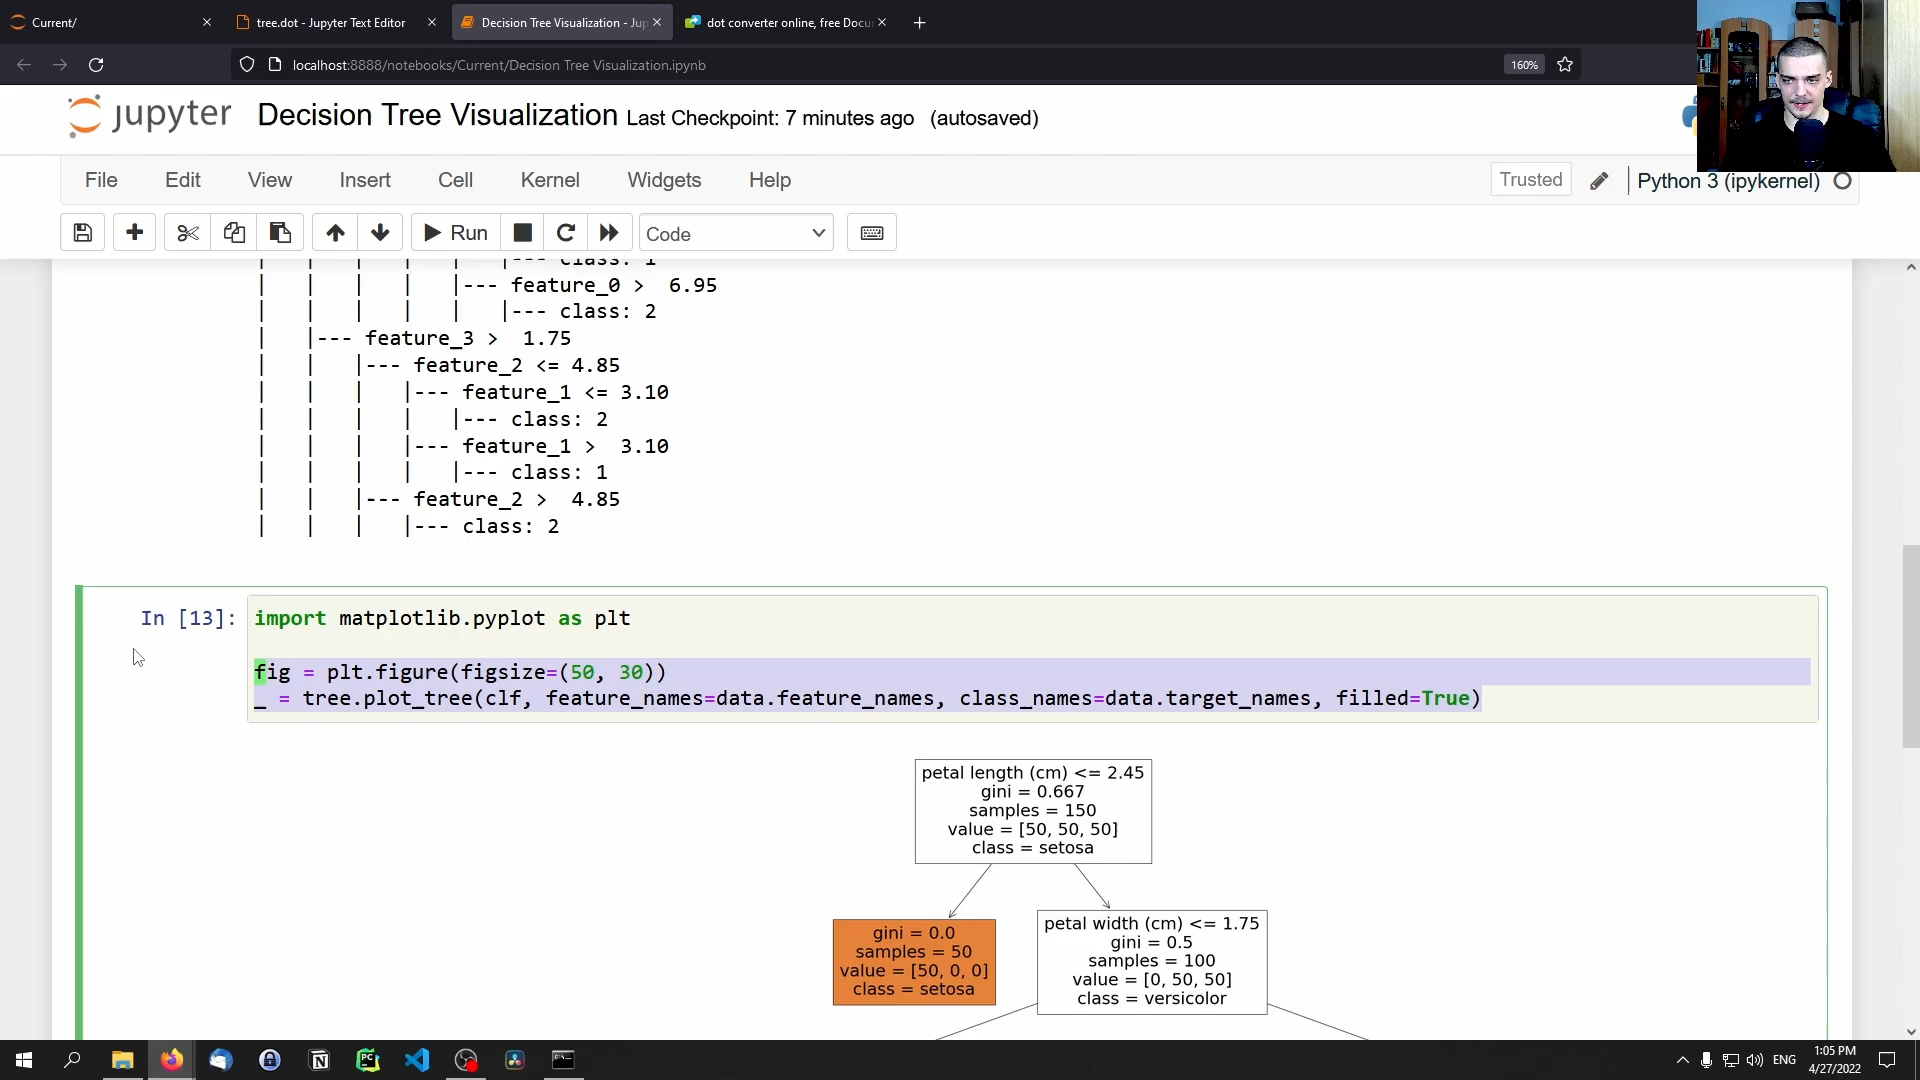 Current/
tree.dot - Jupyter Text Editor
Decision Tree Visualization - Jup
dot converter online, free Docu
localhost:8888/notebooks/Current/Decision Tree Visualization.ipynb
160%
jupyter
Decision Tree Visualization Last Checkpoint: 7 minutes ago (autosaved)
File Edit View Insert Cell Kernel Widgets Help
Trusted
Python 3 (ipykernel)
Run
Code
|   |   |   |   |   |--- class: 1
|   |   |   |   |--- feature_0 >  6.95
|   |   |   |   |   |--- class: 2
|   |--- feature_3 >  1.75
|   |   |--- feature_2 <= 4.85
|   |   |   |--- feature_1 <= 3.10
|   |   |   |   |--- class: 2
|   |   |   |--- feature_1 >  3.10
|   |   |   |   |--- class: 1
|   |   |--- feature_2 >  4.85
|   |   |   |--- class: 2
In [13]:
import matplotlib.pyplot as plt
fig = plt.figure(figsize=(50, 30))
_ = tree.plot_tree(clf, feature_names=data.feature_names, class_names=data.target_names, filled=True)
petal length (cm) <= 2.45
gini = 0.667
samples = 150
value = [50, 50, 50]
class = setosa
gini = 0.0
samples = 50
value = [50, 0, 0]
class = setosa
petal width (cm) <= 1.75
gini = 0.5
samples = 100
value = [0, 50, 50]
class = versicolor
ENG
1:05 PM
4/27/2022